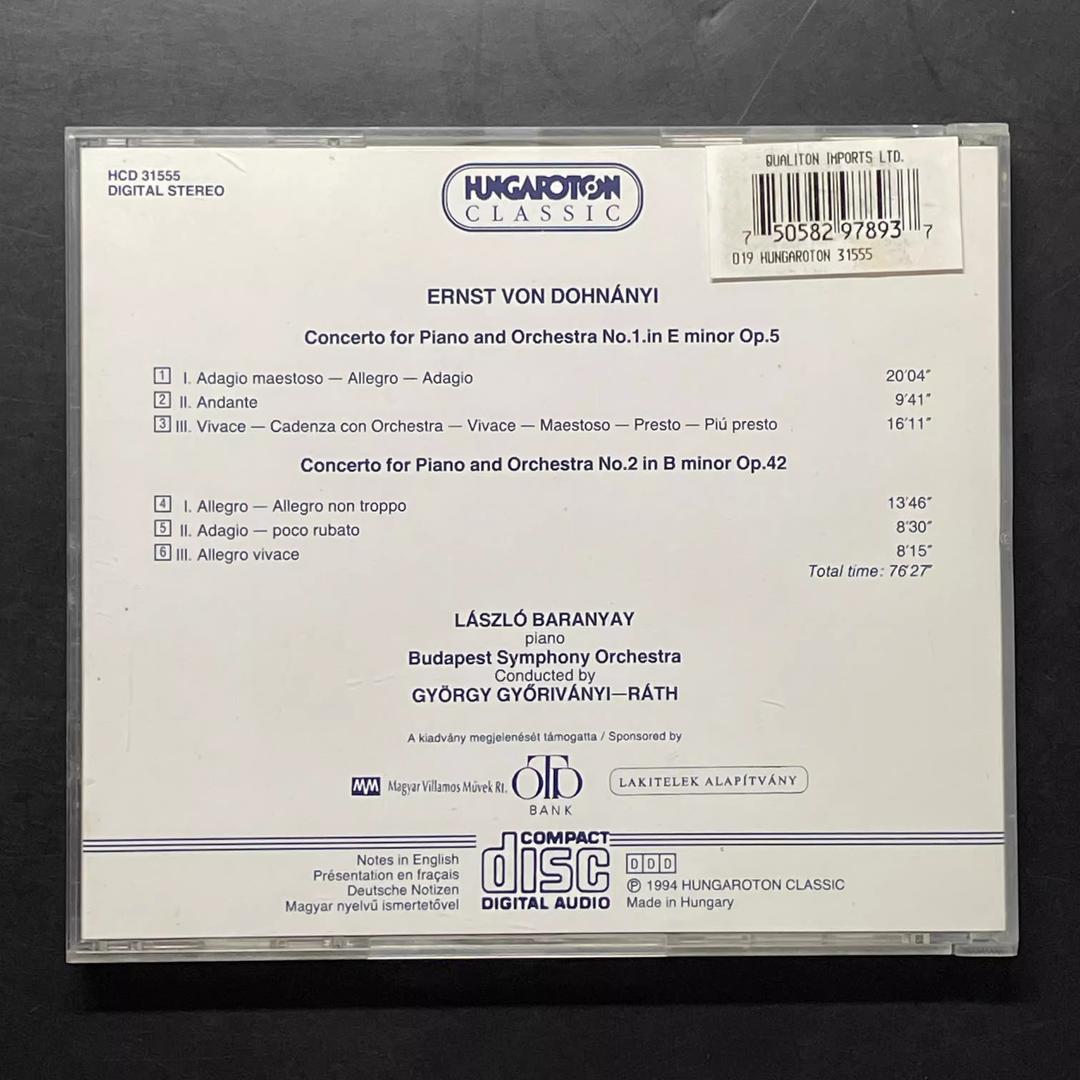 HCD 31555
DIGITAL STEREO
HUNGAROTON
CLASSIC
QUALITON IMPORTS LTD.
7 50582 97893 7
019 HUNGAROTON 31555
ERNST VON DOHNÁNYI
Concerto for Piano and Orchestra No.1.in E minor Op.5
1 I. Adagio maestoso — Allegro — Adagio 20′04″
2 II. Andante 9′41″
3 III. Vivace — Cadenza con Orchestra — Vivace — Maestoso — Presto — Piú presto 16′11″
Concerto for Piano and Orchestra No.2 in B minor Op.42
4 I. Allegro — Allegro non troppo 13′46″
5 II. Adagio — poco rubato 8′30″
6 III. Allegro vivace 8′15″
Total time: 76′27″
LÁSZLÓ BARANYAY
piano
Budapest Symphony Orchestra
Conducted by
GYÖRGY GYŐRIVÁNYI—RÁTH
A kiadvány megjelenését támogatta / Sponsored by
MVM Magyar Villamos Művek Rt.
OTP
BANK
LAKITELEK ALAPÍTVÁNY
Notes in English
Présentation en fraçais
Deutsche Notizen
Magyar nyelvű ismertetővel
COMPACT
disc
DIGITAL AUDIO
DDD
℗ 1994 HUNGAROTON CLASSIC
Made in Hungary